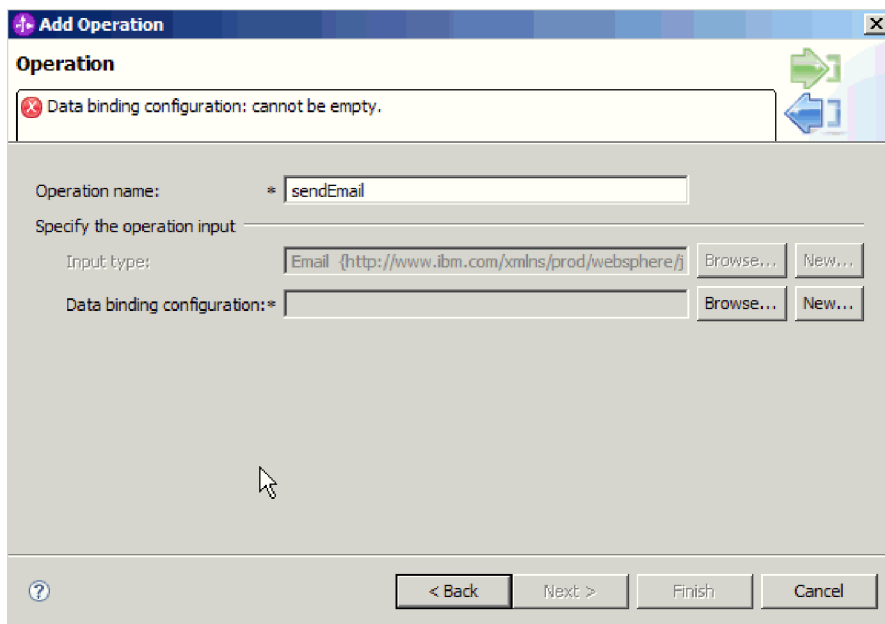 Add Operation
Operation
Data binding configuration: cannot be empty.
Operation name: * sendEmail
Specify the operation input
Input type: Email {http://www.ibm.com/xmlns/prod/websphere/j Browse... New...
Data binding configuration:* Browse... New...
< Back Next > Finish Cancel